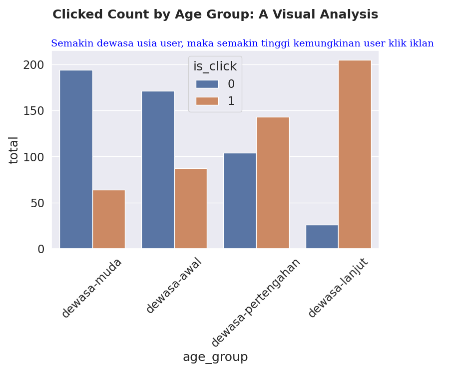 Clicked Count by Age Group: A Visual Analysis
Semakin dewasa usia user, maka semakin tinggi kemungkinan user klik iklan
is_click
0
1
total
200
150
100
50
0
dewasa-muda
dewasa-awal
dewasa-pertengahan
dewasa-lanjut
age_group